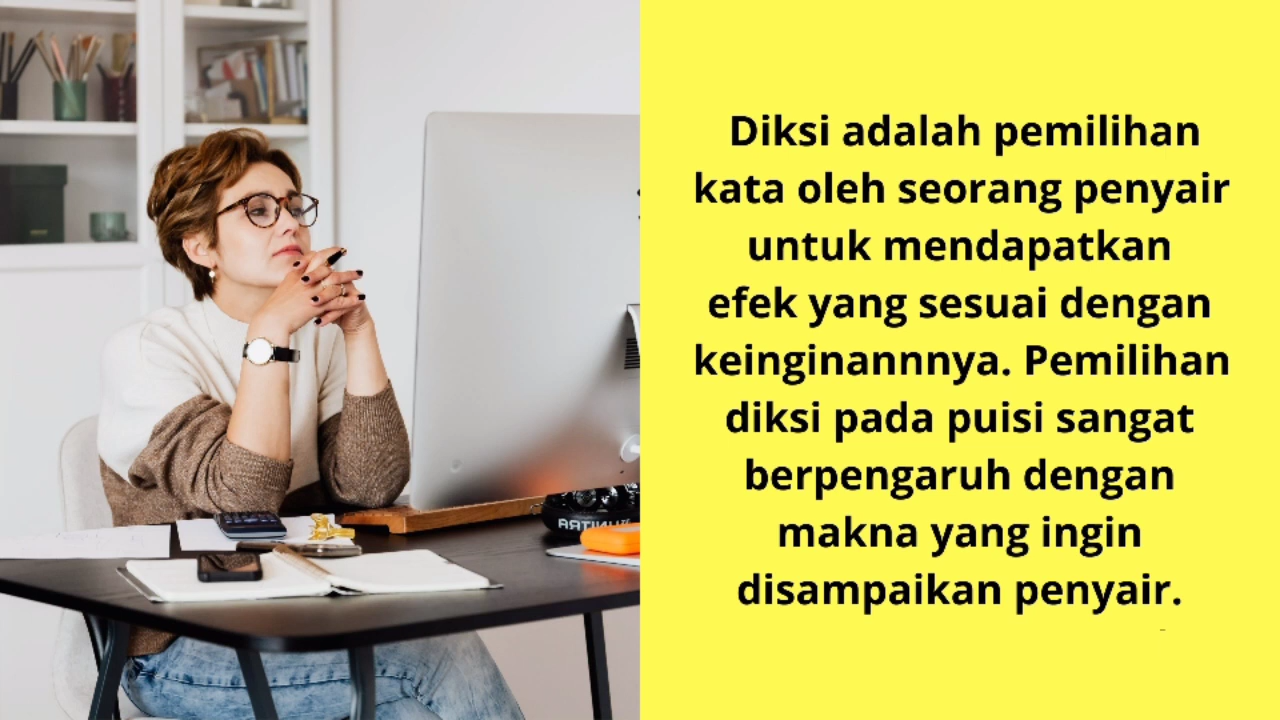 Diksi adalah pemilihan
kata oleh seorang penyair
untuk mendapatkan
efek yang sesuai dengan
keinginannnya. Pemilihan
diksi pada puisi sangat
berpengaruh dengan
makna yang ingin
disampaikan penyair.